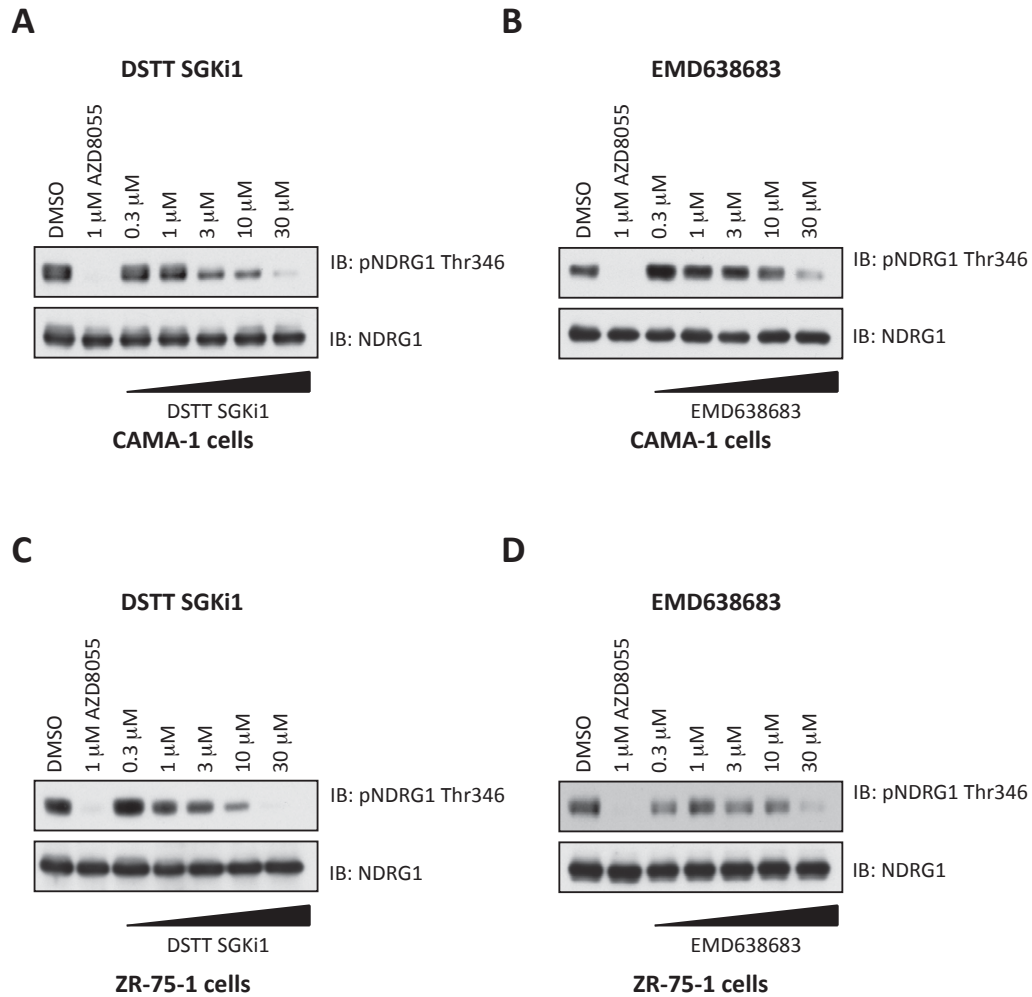 A
DSTT SGKi1
DMSO
1 µM AZD8055
0.3 µM
1 µM
3 µM
10 µM
30 µM
IB: pNDRG1 Thr346
IB: NDRG1
DSTT SGKi1
CAMA-1 cells
B
EMD638683
DMSO
1 µM AZD8055
0.3 µM
1 µM
3 µM
10 µM
30 µM
IB: pNDRG1 Thr346
IB: NDRG1
EMD638683
CAMA-1 cells
C
DSTT SGKi1
DMSO
1 µM AZD8055
0.3 µM
1 µM
3 µM
10 µM
30 µM
IB: pNDRG1 Thr346
IB: NDRG1
DSTT SGKi1
ZR-75-1 cells
D
EMD638683
DMSO
1 µM AZD8055
0.3 µM
1 µM
3 µM
10 µM
30 µM
IB: pNDRG1 Thr346
IB: NDRG1
EMD638683
ZR-75-1 cells